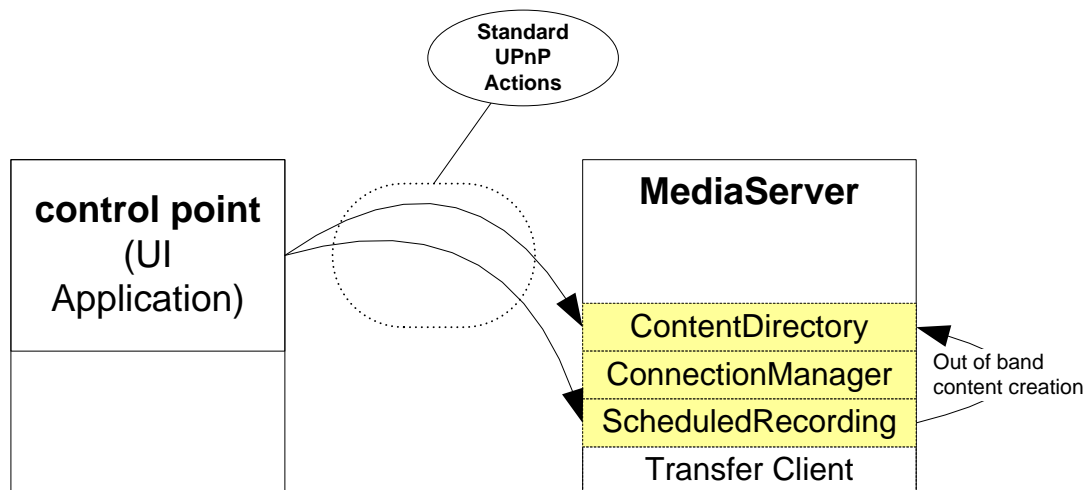 Standard
UPnP
Actions
control point
(UI
Application)
MediaServer
ContentDirectory
ConnectionManager
ScheduledRecording
Transfer Client
Out of band
content creation